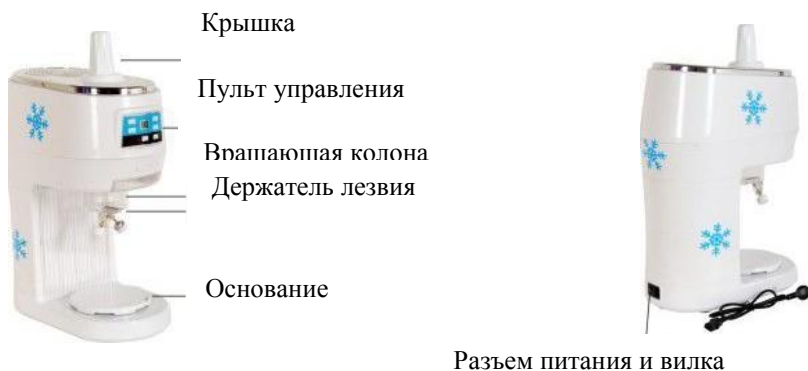 Крышка
Пульт управления
Вращающая колона
Держатель лезвия
Основание
Разъем питания и вилка